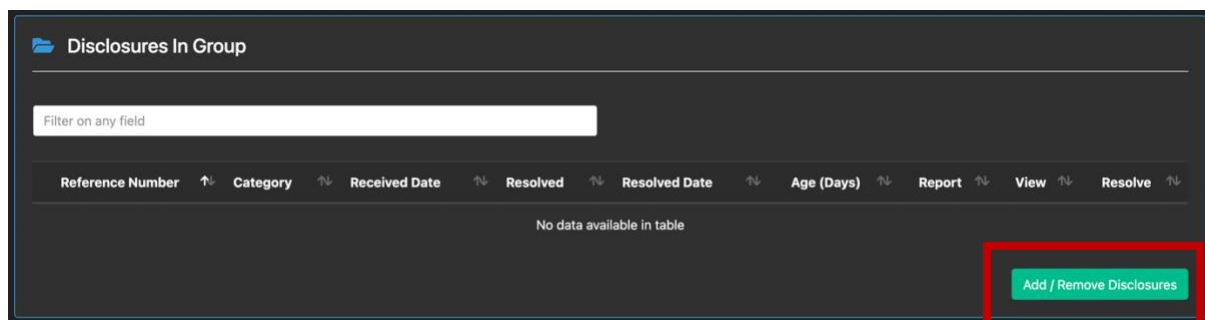 Disclosures In Group
Filter on any field
Reference Number Category Received Date Resolved Resolved Date Age (Days) Report View Resolve
No data available in table
Add / Remove Disclosures